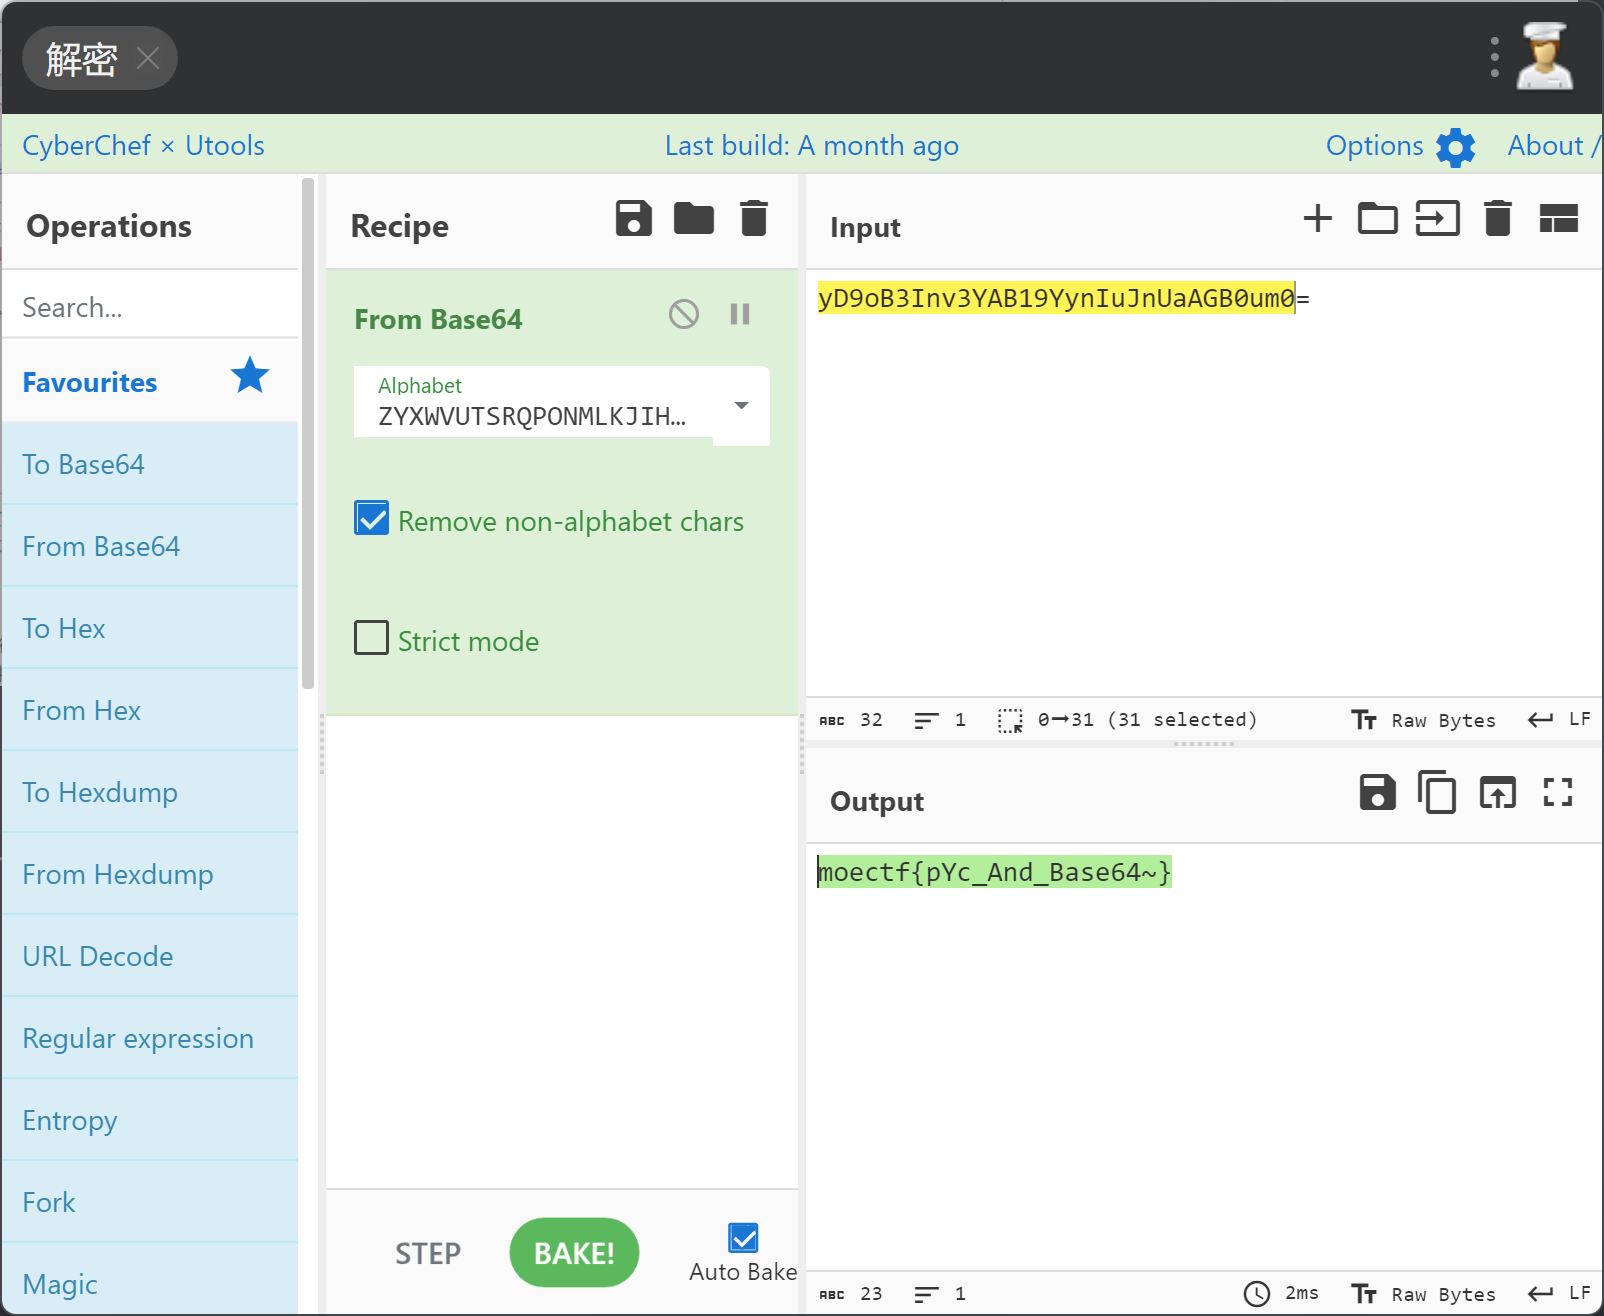 解密
CyberChef × Utools
Last build: A month ago
Options
About /
Operations
Search...
Favourites
To Base64
From Base64
To Hex
From Hex
To Hexdump
From Hexdump
URL Decode
Regular expression
Entropy
Fork
Magic
Recipe
From Base64
Alphabet
ZYXWVUTSRQPONMLKJIH...
Remove non-alphabet chars
Strict mode
STEP
BAKE!
Auto Bake
Input
yD9oB3Inv3YAB19YynIuJnUaAGB0um0=
ABC 32 1 0→31 (31 selected) Tт Raw Bytes LF
Output
moectf{pYc_And_Base64~}
ABC 23 1 2ms Tт Raw Bytes LF